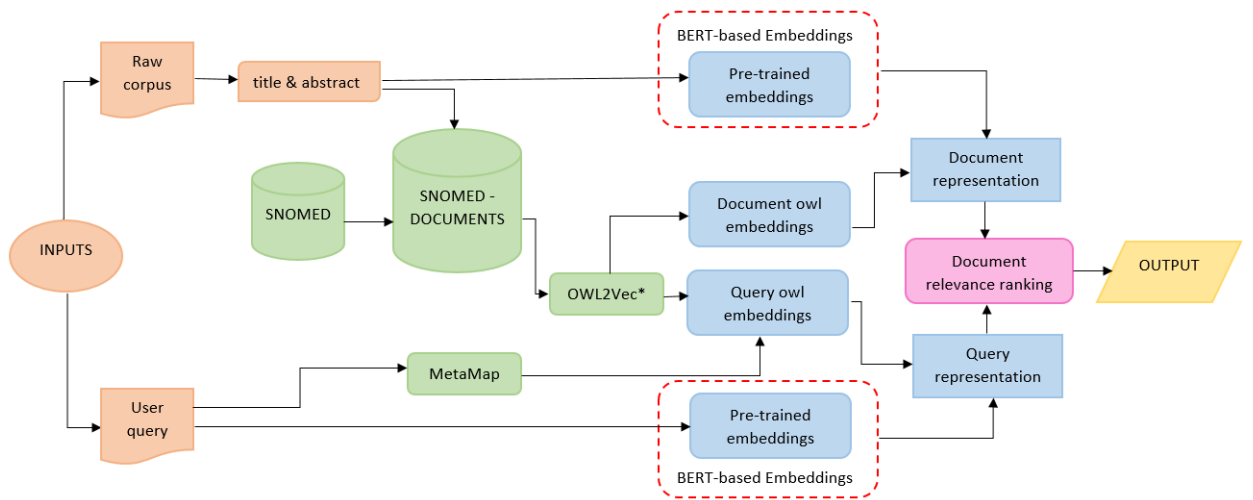 BERT-based Embeddings
Raw
corpus
title & abstract
Pre-trained
embeddings
Document
representation
SNOMED
SNOMED -
DOCUMENTS
Document owl
embeddings
INPUTS
OWL2Vec*
Query owl
embeddings
Document
relevance ranking
OUTPUT
MetaMap
Query
representation
User
query
Pre-trained
embeddings
BERT-based Embeddings